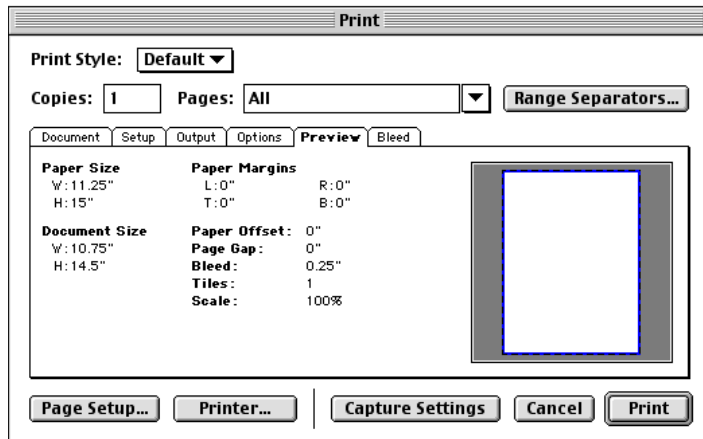 Print
Print Style: Default
Copies: 1 Pages: All Range Separators...
Document Setup Output Options Preview Bleed
Paper Size Paper Margins
W:11.25" L:0" R:0"
H:15" T:0" B:0"
Document Size Paper Offset: 0"
W:10.75" Page Gap: 0"
H:14.5" Bleed: 0.25"
Tiles: 1
Scale: 100%
Page Setup... Printer... Capture Settings Cancel Print